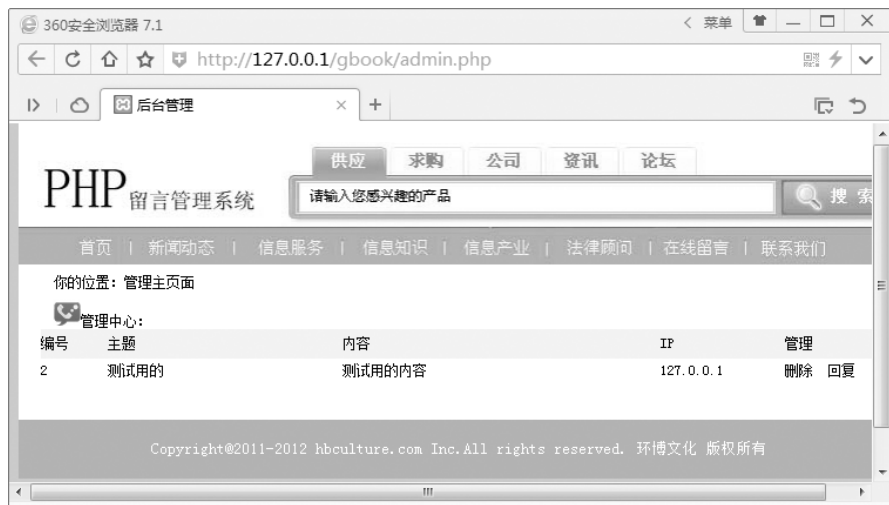 360安全浏览器 7.1 菜单
http://127.0.0.1/gbook/admin.php
后台管理
供应 求购 公司 资讯 论坛
PHP留言管理系统 请输入您感兴趣的产品 搜 索
首页 | 新闻动态 | 信息服务 | 信息知识 | 信息产业 | 法律顾问 | 在线留言 | 联系我们
你的位置：管理主页面
管理中心：
编号 主题 内容 IP 管理
2 测试用的 测试用的内容 127.0.0.1 删除 回复
Copyright@2011-2012 hbculture.com Inc.All rights reserved. 环博文化 版权所有